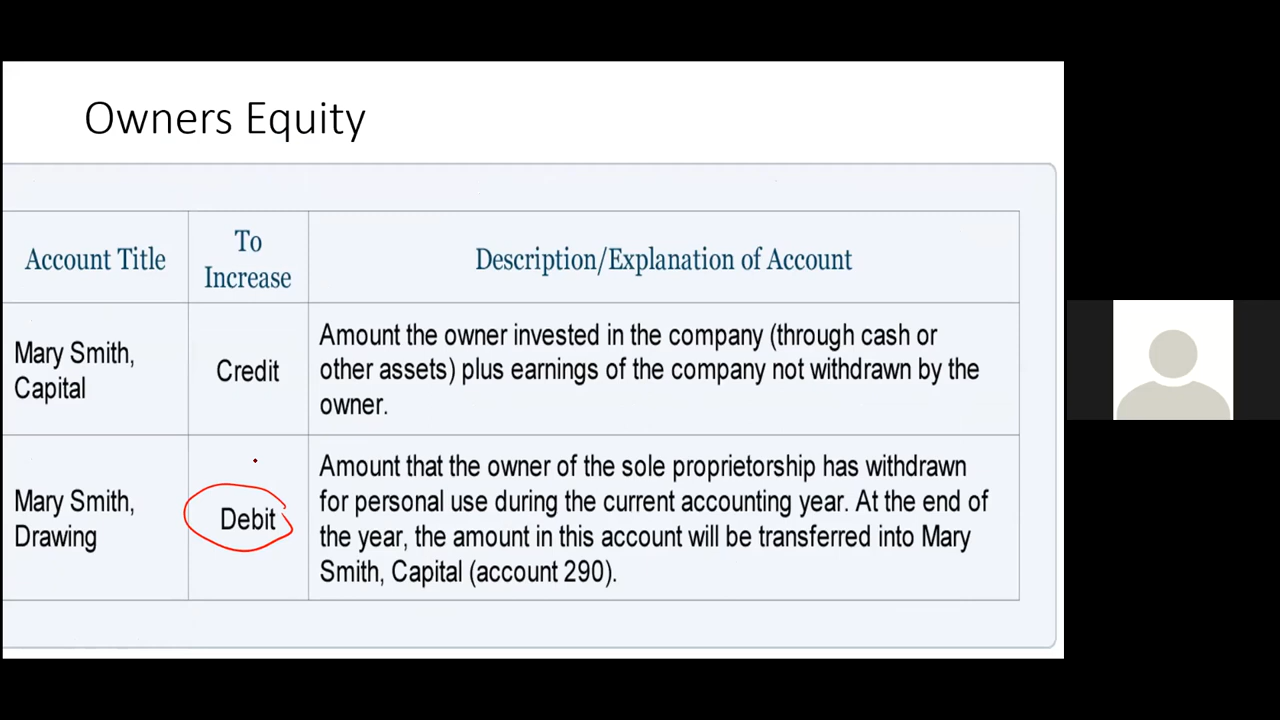 Owners Equity
Account Title
To
Increase
Description/Explanation of Account
Mary Smith,
Capital
Credit
Amount the owner invested in the company (through cash or
other assets) plus earnings of the company not withdrawn by the
owner.
Mary Smith,
Drawing
Debit
Amount that the owner of the sole proprietorship has withdrawn
for personal use during the current accounting year. At the end of
the year, the amount in this account will be transferred into Mary
Smith, Capital (account 290).